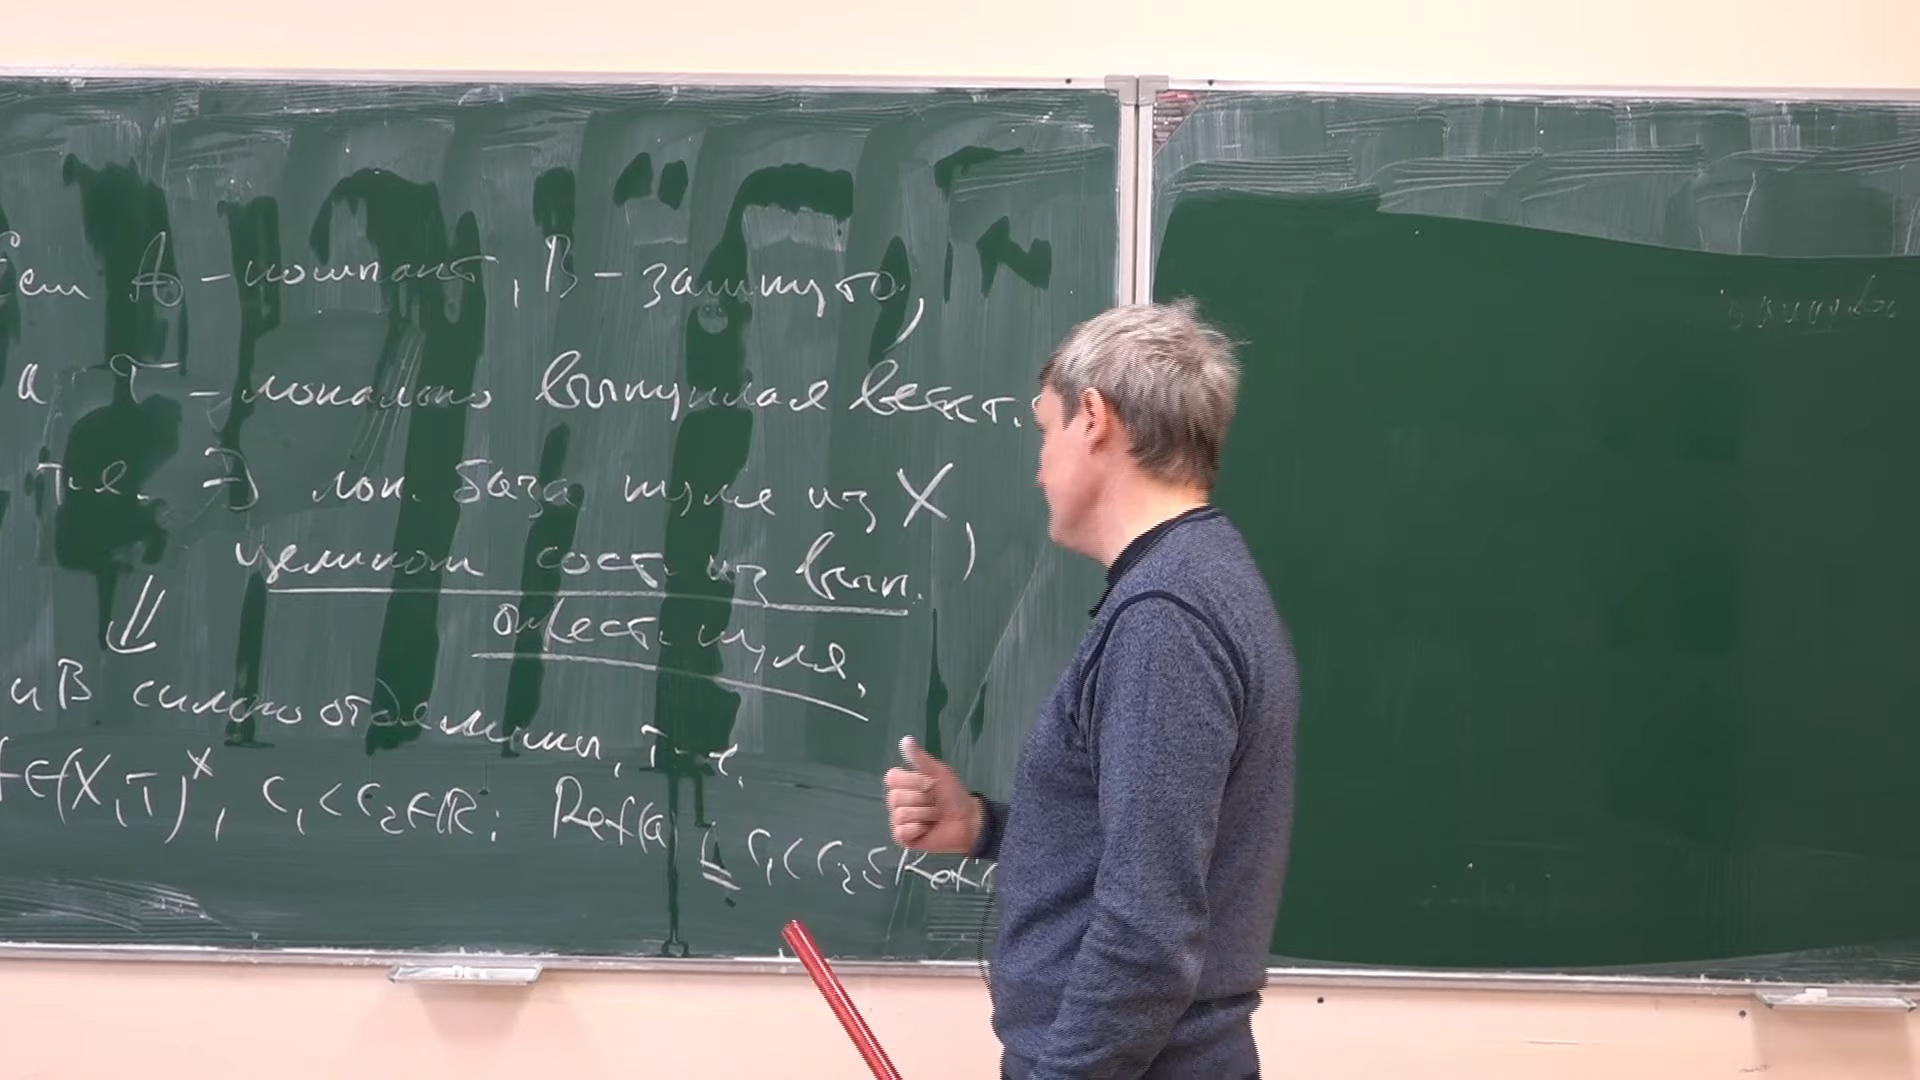 A – компакт, B – замкнуто,
а τ – локально выпуклая вект.
т.е. ∃ лок. база нуля из X,
целиком сост. из вып.
окрест. нуля,
⇓
и B сильно отделимы, т.е.
f∈(X,τ)*, C₁<C₂∈ℝ: Re f(a) ≤ C₁<C₂≤Re f(